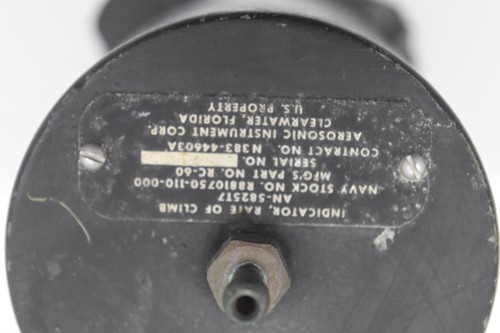 INDICATOR, RATE OF CLIMB
AN-5825T7
NAVY STOCK NO. R8810750-110-000
MFG'S PART NO. RC-60
SERIAL NO.
CONTRACT NO. N383-44603A
AEROSONIC INSTRUMENT CORP.
CLEARWATER, FLORIDA
U.S. PROPERTY